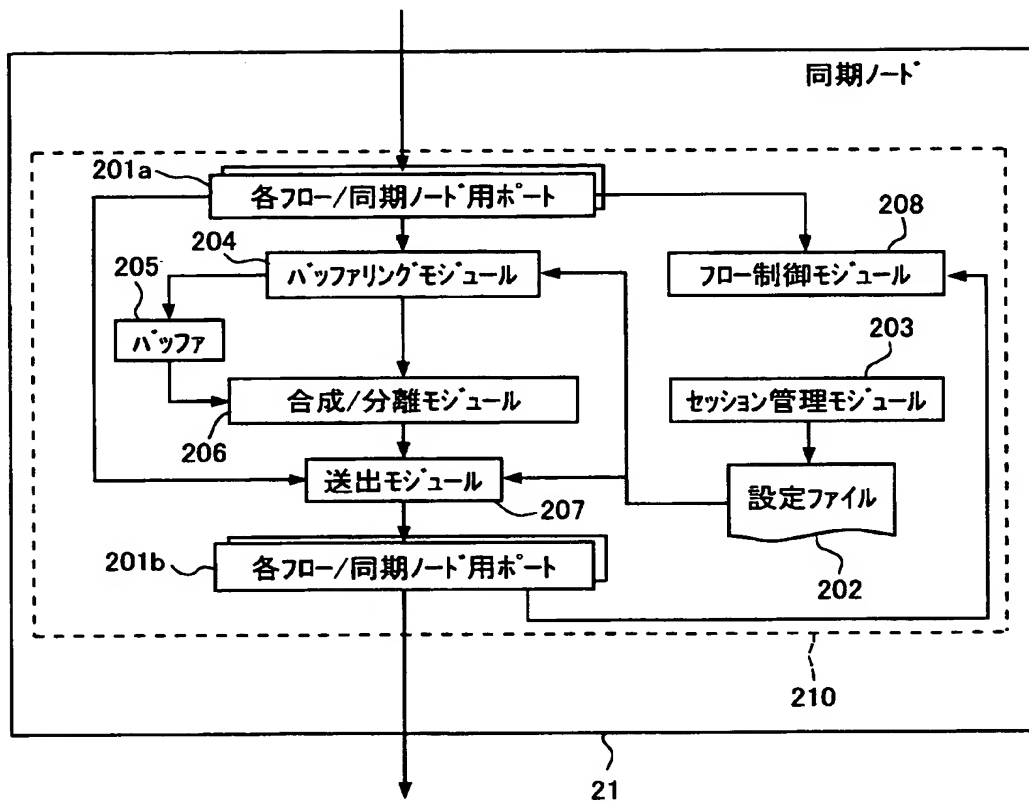 同期ノード
201a
各フロー/同期ノード用ポート
204
バッファリングモジュール
208
フロー制御モジュール
205
バッファ
203
合成/分離モジュール
セッション管理モジュール
206
送出モジュール
207
設定ファイル
201b
各フロー/同期ノード用ポート
202
210
21